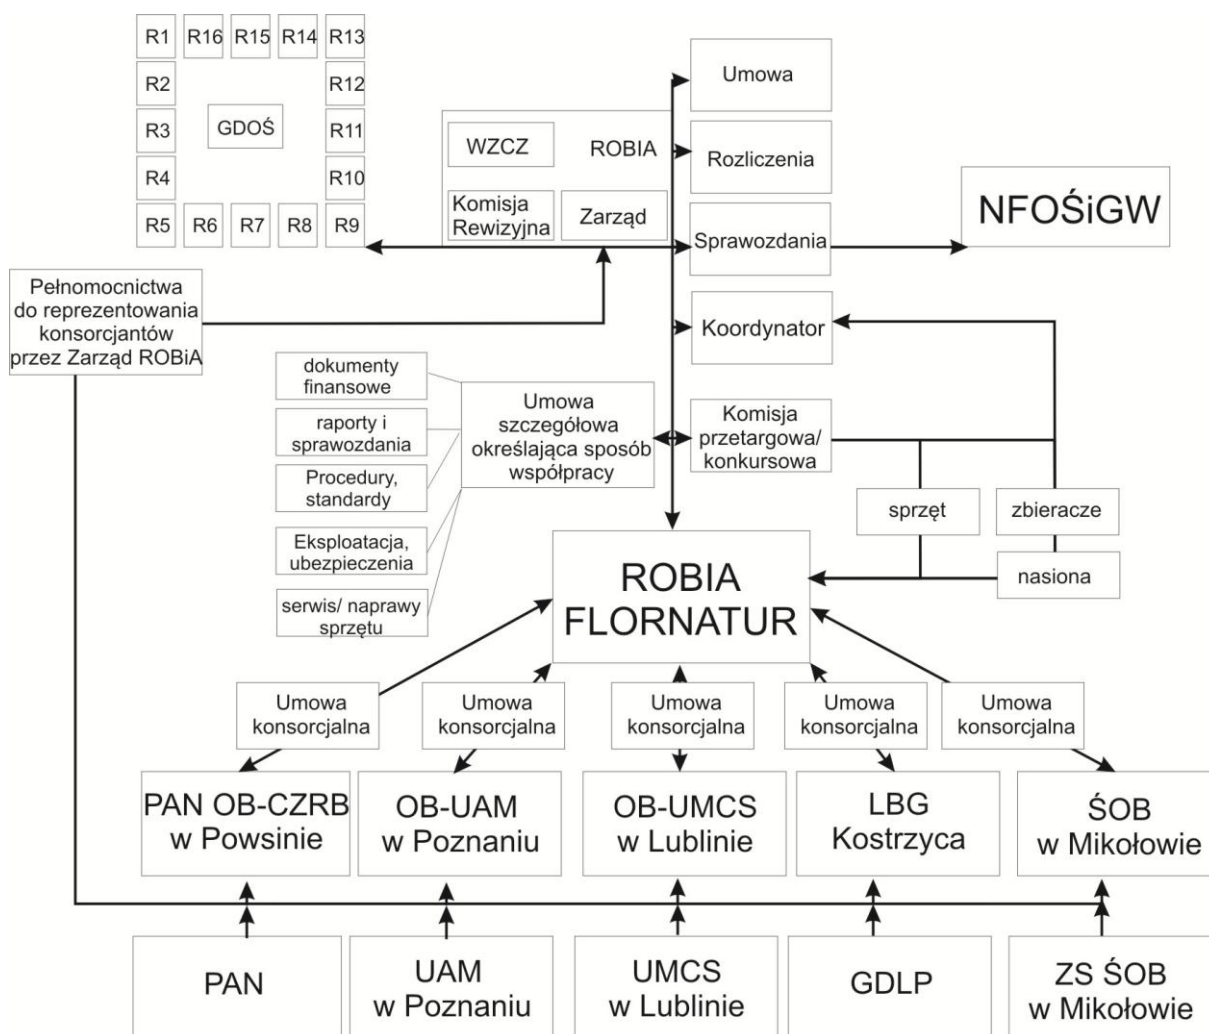 R1 R16 R15 R14 R13
R2 R12
R3 GDOŚ R11
R4 R10
R5 R6 R7 R8 R9
WZCZ
ROBIA
Komisja
Rewizyjna
Zarząd
Umowa
Rozliczenia
Sprawozdania
NFOŚiGW
Pełnomocnictwa
do reprezentowania
konsorcjantów
przez Zarząd ROBiA
Koordynator
dokumenty
finansowe
raporty i
sprawozdania
Procedury,
standardy
Eksploatacja,
ubezpieczenia
serwis/ naprawy
sprzętu
Umowa
szczegółowa
określająca sposób
współpracy
Komisja
przetargowa/
konkursowa
sprzęt
zbieracze
nasiona
ROBIA
FLORNATUR
Umowa
konsorcjalna
Umowa
konsorcjalna
Umowa
konsorcjalna
Umowa
konsorcjalna
Umowa
konsorcjalna
PAN OB-CZRB
w Powsinie
OB-UAM
w Poznaniu
OB-UMCS
w Lublinie
LBG
Kostrzyca
ŚOB
w Mikołowie
PAN
UAM
w Poznaniu
UMCS
w Lublinie
GDLP
ZS ŚOB
w Mikołowie